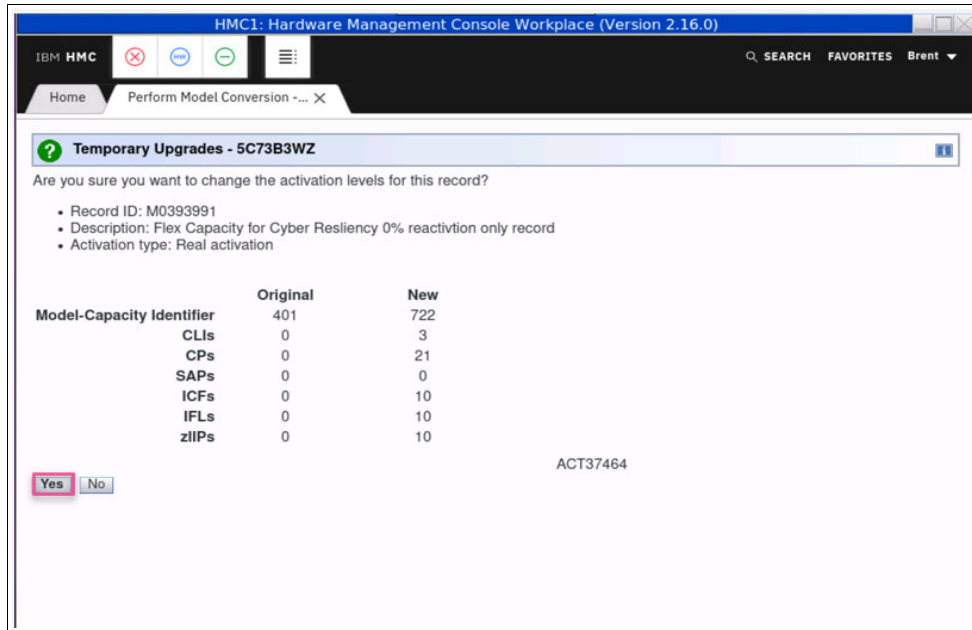 HMC1: Hardware Management Console Workplace (Version 2.16.0)
IBM HMC HW SEARCH FAVORITES Brent
Home Perform Model Conversion -...
Temporary Upgrades - 5C73B3WZ
Are you sure you want to change the activation levels for this record?
• Record ID: M0393991
• Description: Flex Capacity for Cyber Resliency 0% reactivtion only record
• Activation type: Real activation
Original New
Model-Capacity Identifier 401 722
CLIs 0 3
CPs 0 21
SAPs 0 0
ICFs 0 10
IFLs 0 10
zIIPs 0 10
ACT37464
Yes No